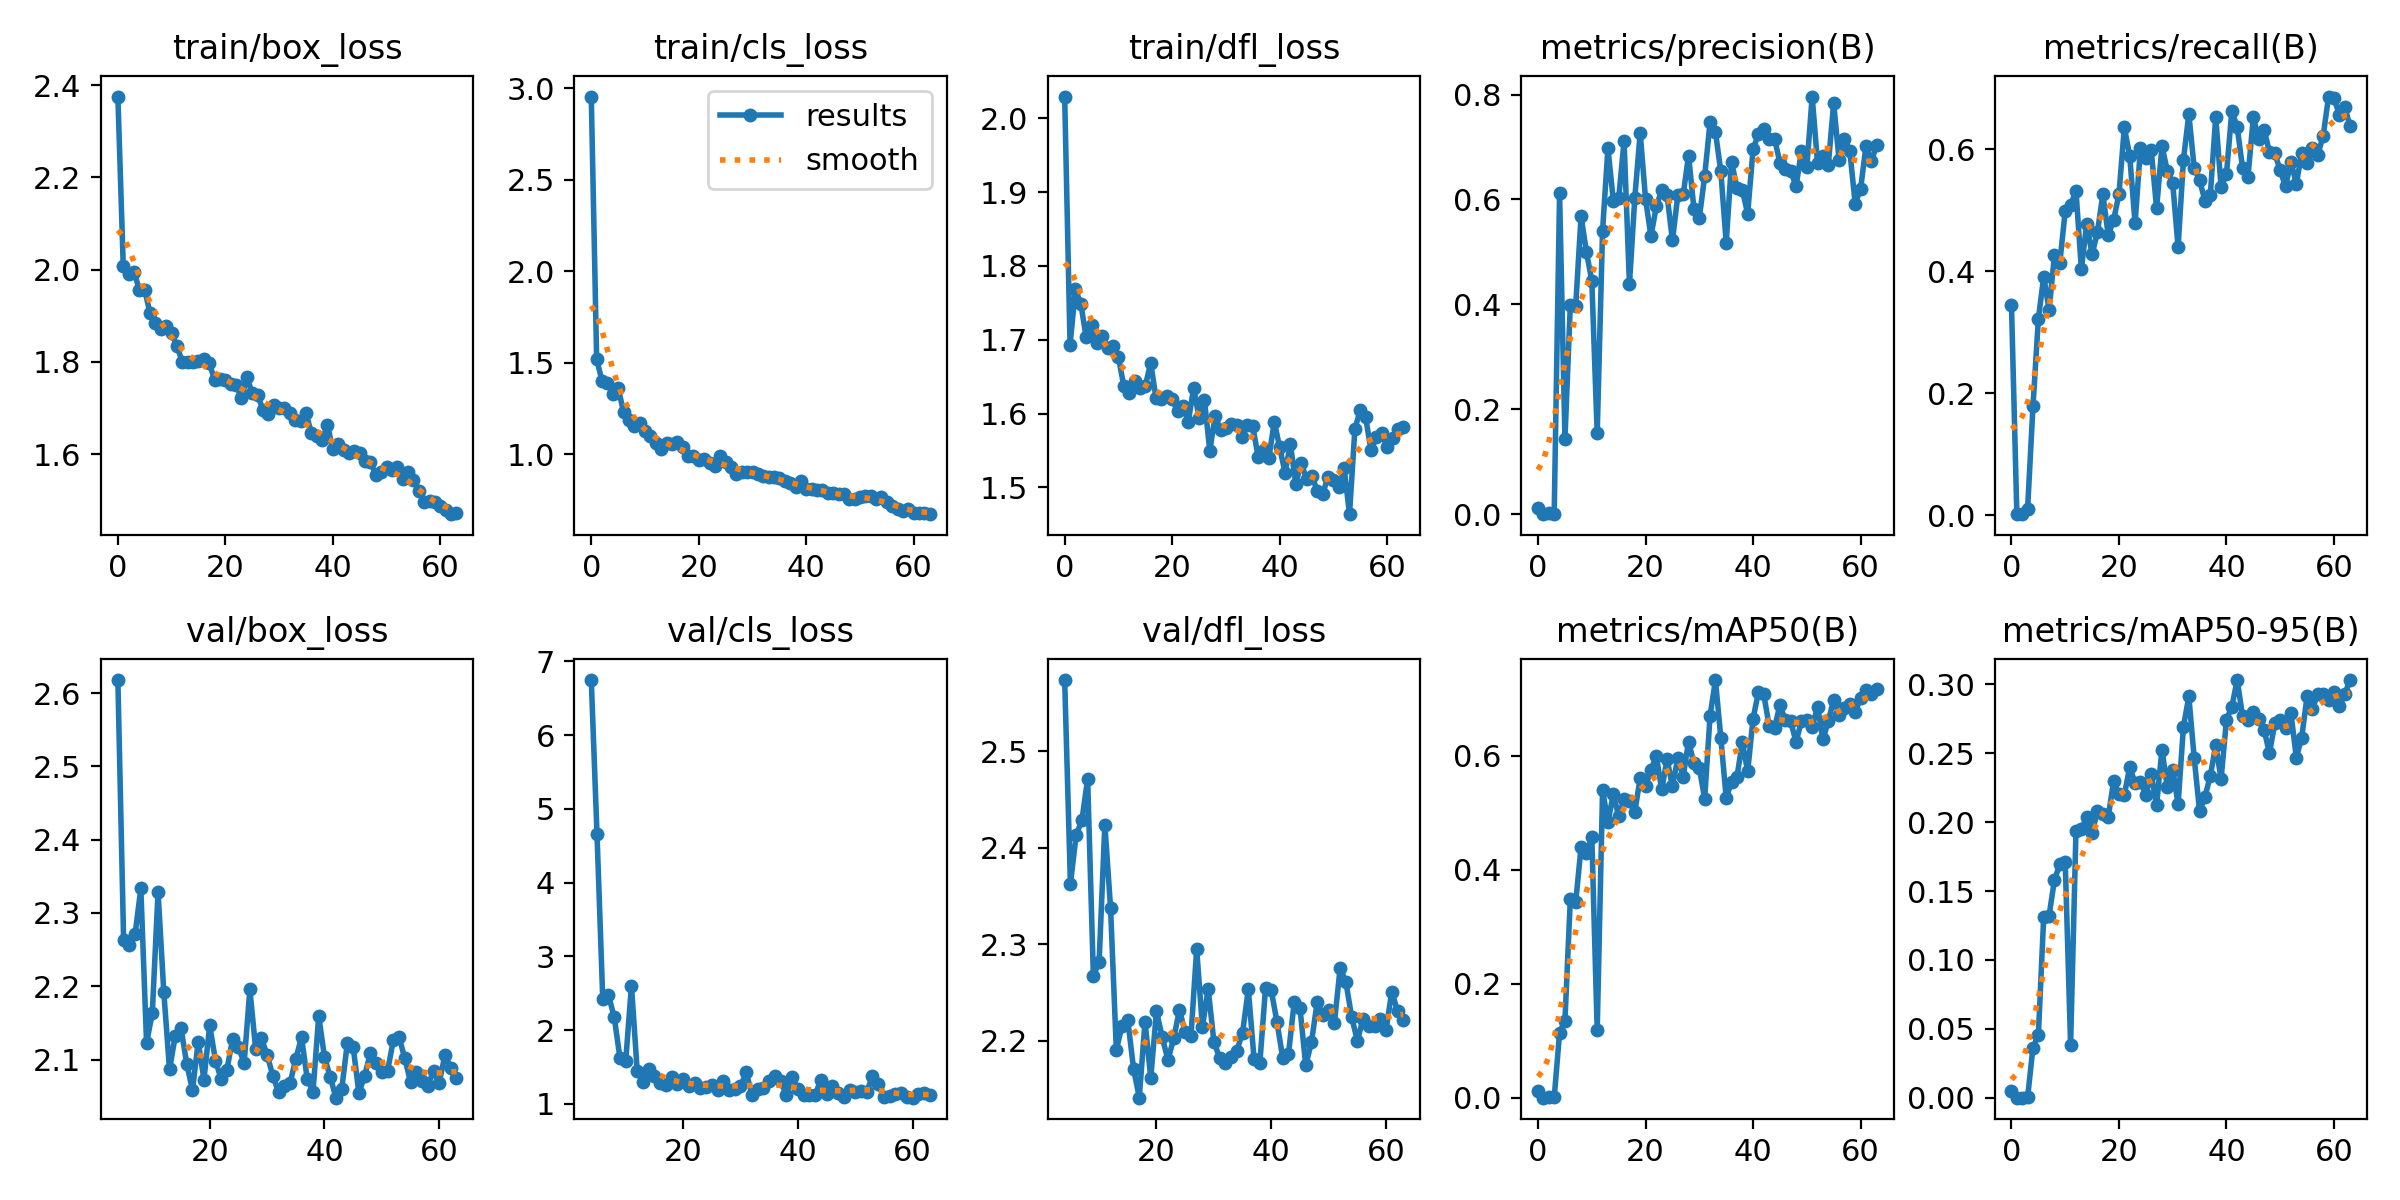 train/box_loss
2.4
2.2
2.0
1.8
1.6
0 20 40 60
train/cls_loss
results
smooth
3.0
2.5
2.0
1.5
1.0
0 20 40 60
train/dfl_loss
2.0
1.9
1.8
1.7
1.6
1.5
0 20 40 60
metrics/precision(B)
0.8
0.6
0.4
0.2
0.0
0 20 40 60
metrics/recall(B)
0.6
0.4
0.2
0.0
0 20 40 60
val/box_loss
2.6
2.5
2.4
2.3
2.2
2.1
20 40 60
val/cls_loss
7
6
5
4
3
2
1
20 40 60
val/dfl_loss
2.5
2.4
2.3
2.2
20 40 60
metrics/mAP50(B)
0.6
0.4
0.2
0.0
0 20 40 60
metrics/mAP50-95(B)
0.30
0.25
0.20
0.15
0.10
0.05
0.00
0 20 40 60